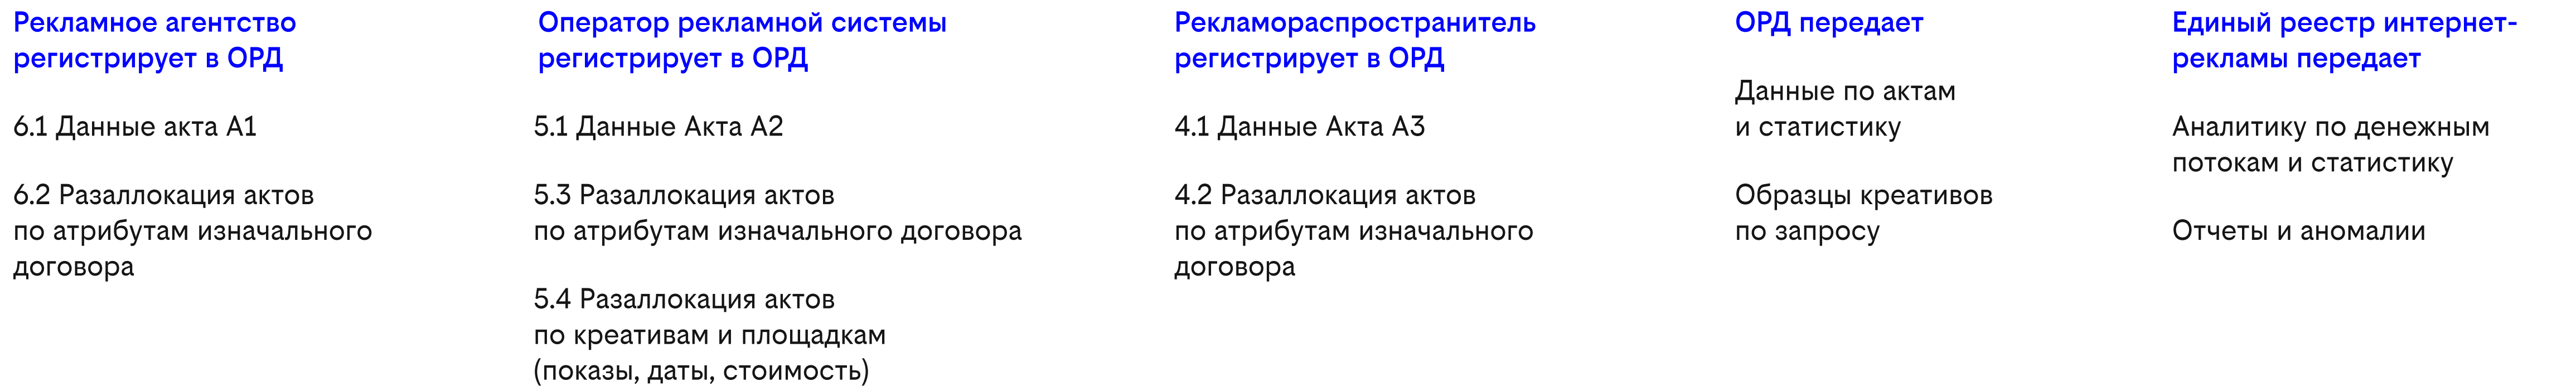 Рекламное агентство
регистрирует в ОРД
6.1 Данные акта А1
6.2 Разаллокация актов
по атрибутам изначального
договора
Оператор рекламной системы
регистрирует в ОРД
5.1 Данные Акта А2
5.3 Разаллокация актов
по атрибутам изначального договора
5.4 Разаллокация актов
по креативам и площадкам
(показы, даты, стоимость)
Рекламораспространитель
регистрирует в ОРД
4.1 Данные Акта А3
4.2 Разаллокация актов
по атрибутам изначального
договора
ОРД передает
Данные по актам
и статистику
Образцы креативов
по запросу
Единый реестр интернет-
рекламы передает
Аналитику по денежным
потокам и статистику
Отчеты и аномалии